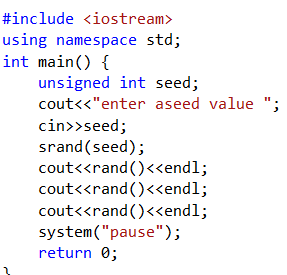 #include <iostream>
using namespace std;
int main() {
unsigned int seed;
cout<<"enter aseed value ";
cin>>seed;
srand(seed);
cout<<rand()<<endl;
cout<<rand()<<endl;
cout<<rand()<<endl;
system("pause");
return 0;
}